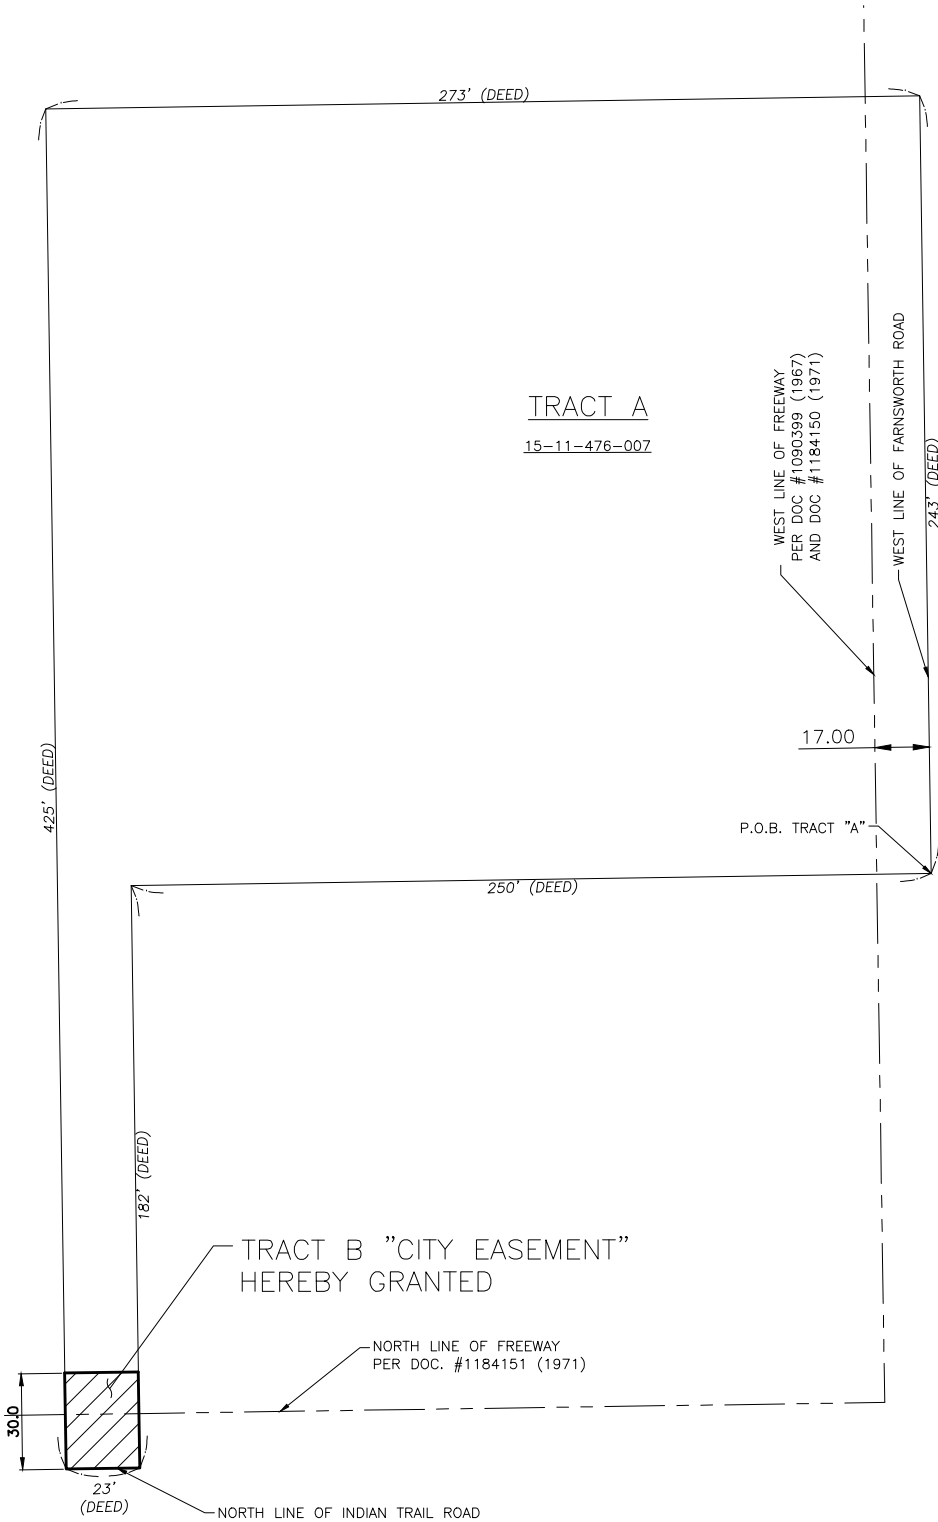 273' (DEED)
TRACT A
15-11-476-007
WEST LINE OF FREEWAY
PER DOC #1090399 (1967)
AND DOC #1184150 (1971)
WEST LINE OF FARNSWORTH ROAD
243' (DEED)
425' (DEED)
17.00
P.O.B. TRACT "A"
250' (DEED)
182' (DEED)
TRACT B "CITY EASEMENT"
HEREBY GRANTED
NORTH LINE OF FREEWAY
PER DOC. #1184151 (1971)
30.0
23'
(DEED)
NORTH LINE OF INDIAN TRAIL ROAD